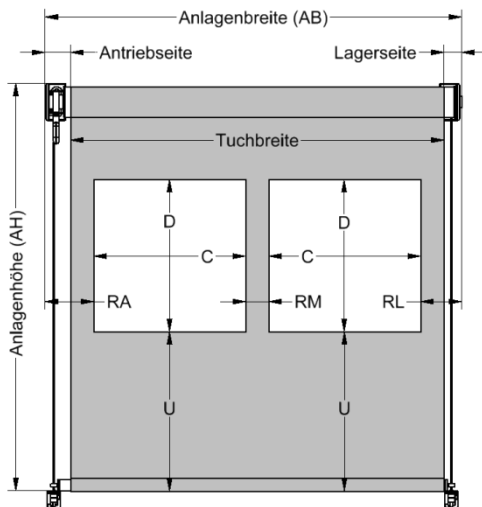 Anlagenbreite (AB)
Antriebseite
Lagerseite
Tuchbreite
Anlagenhöhe (AH)
D
D
C
C
RA
RM
RL
U
U